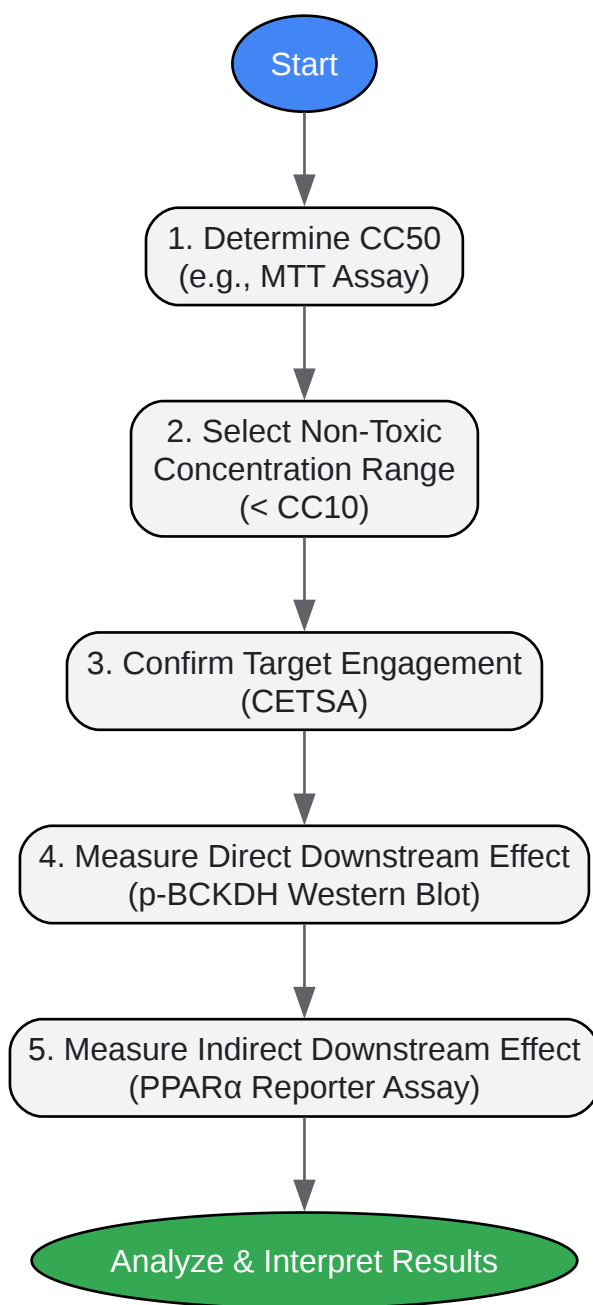 Start
1. Determine CC50
(e.g., MTT Assay)
2. Select Non-Toxic
Concentration Range
(< CC10)
3. Confirm Target Engagement
(CETSA)
4. Measure Direct Downstream Effect
(p-BCKDH Western Blot)
5. Measure Indirect Downstream Effect
(PPARα Reporter Assay)
Analyze & Interpret Results